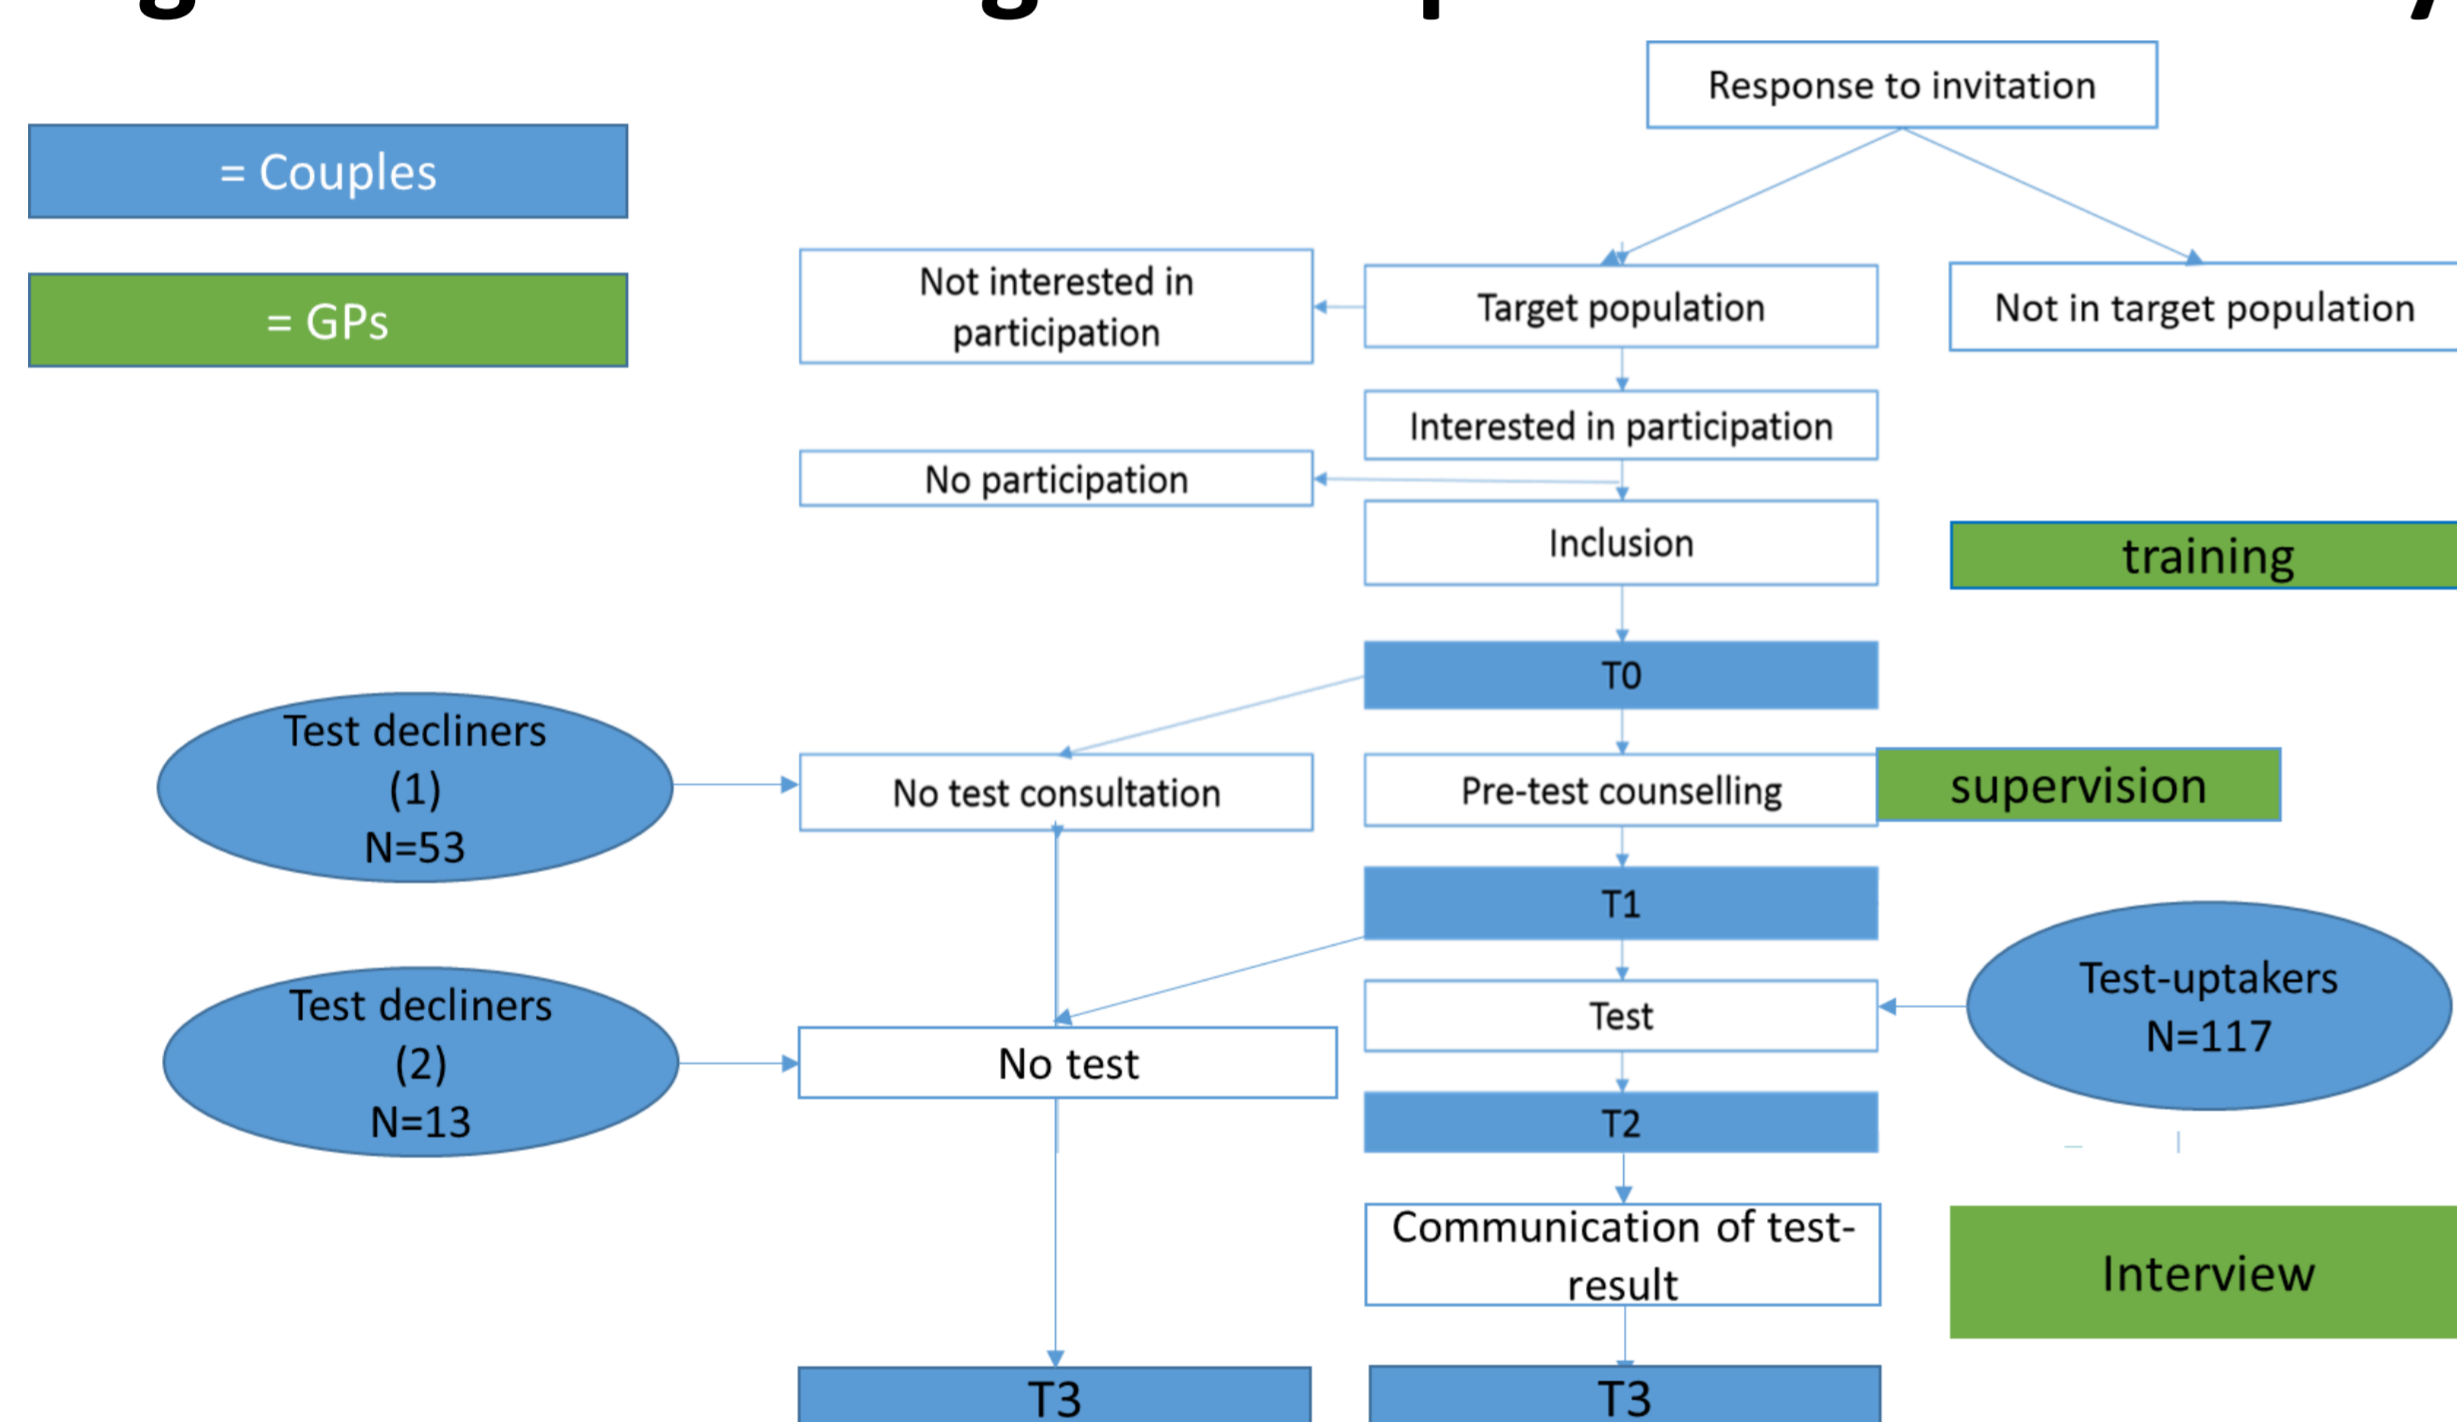 Response to invitation
= Couples
= GPs
Not interested in
participation
Target population
Not in target population
Interested in participation
No participation
Inclusion
training
T0
Test decliners
(1)
N=53
No test consultation
Pre-test counselling
supervision
T1
Test decliners
(2)
N=13
No test
Test
Test-uptakers
N=117
T2
Communication of test-
result
Interview
T3
T3